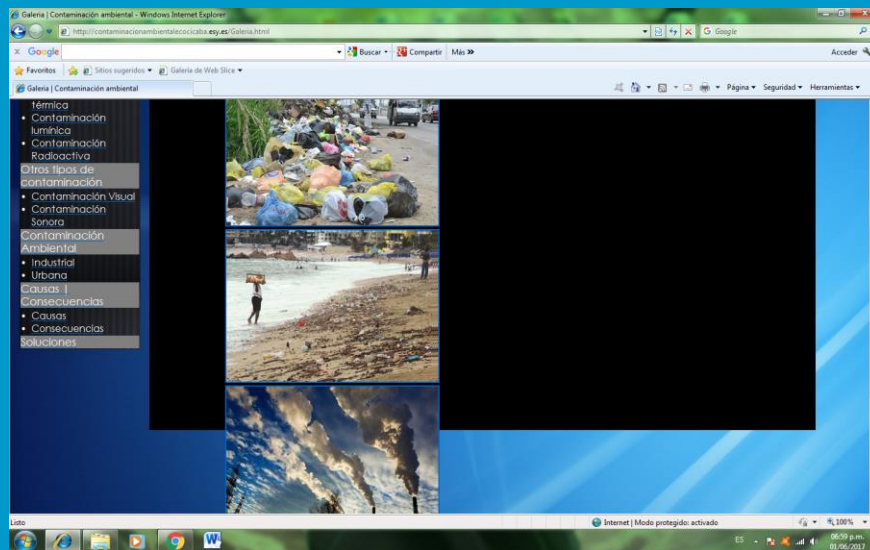 Galeria | Contaminación ambiental - Windows Internet Explorer
http://contaminacionambientalecocicaba.esy.es/Galeria.html
Google
x Google
Buscar
Compartir
Más »
Acceder
Favoritos
Sitios sugeridos
Galería de Web Slice
Galeria | Contaminación ambiental
Página
Seguridad
Herramientas
térmica
• Contaminación
lumínica
• Contaminación
Radioactiva
Otros tipos de
contaminación
• Contaminación Visual
• Contaminación
Sonora
Contaminación
Ambiental
• Industrial
• Urbana
Causas |
Consecuencias
• Causas
• Consecuencias
Soluciones
Listo
Internet | Modo protegido: activado
100%
ES
06:59 p.m.
01/06/2017